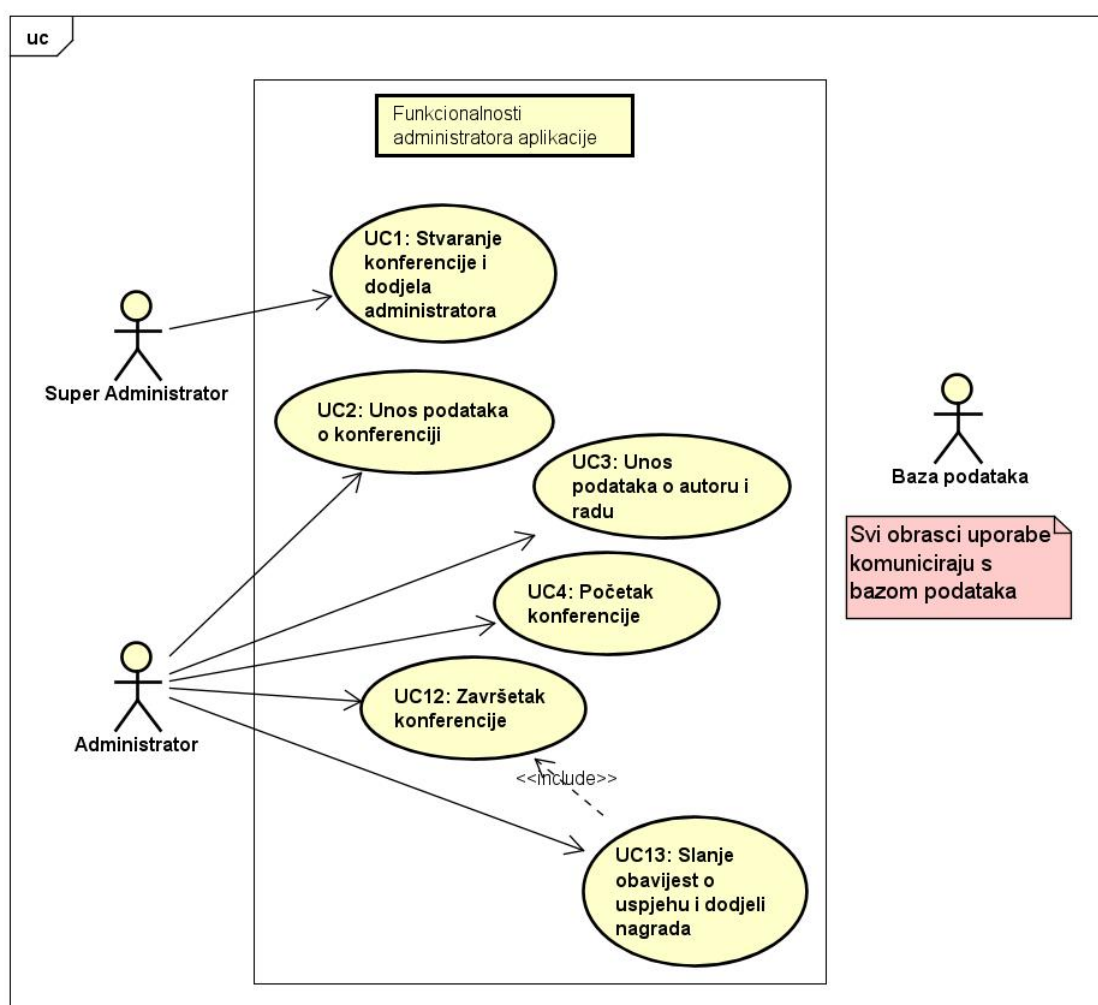 uc
Funkcionalnosti
administratora aplikacije
UC1: Stvaranje
konferencije i
dodjela
administratora
Super Administrator
UC2: Unos podataka
o konferenciji
UC3: Unos
podataka o autoru i
radu
Baza podataka
Svi obrasci uporabe
komuniciraju s
bazom podataka
UC4: Početak
konferencije
UC12: Završetak
konferencije
Administrator
<<include>>
UC13: Slanje
obavijest o
uspjehu i dodjeli
nagrada